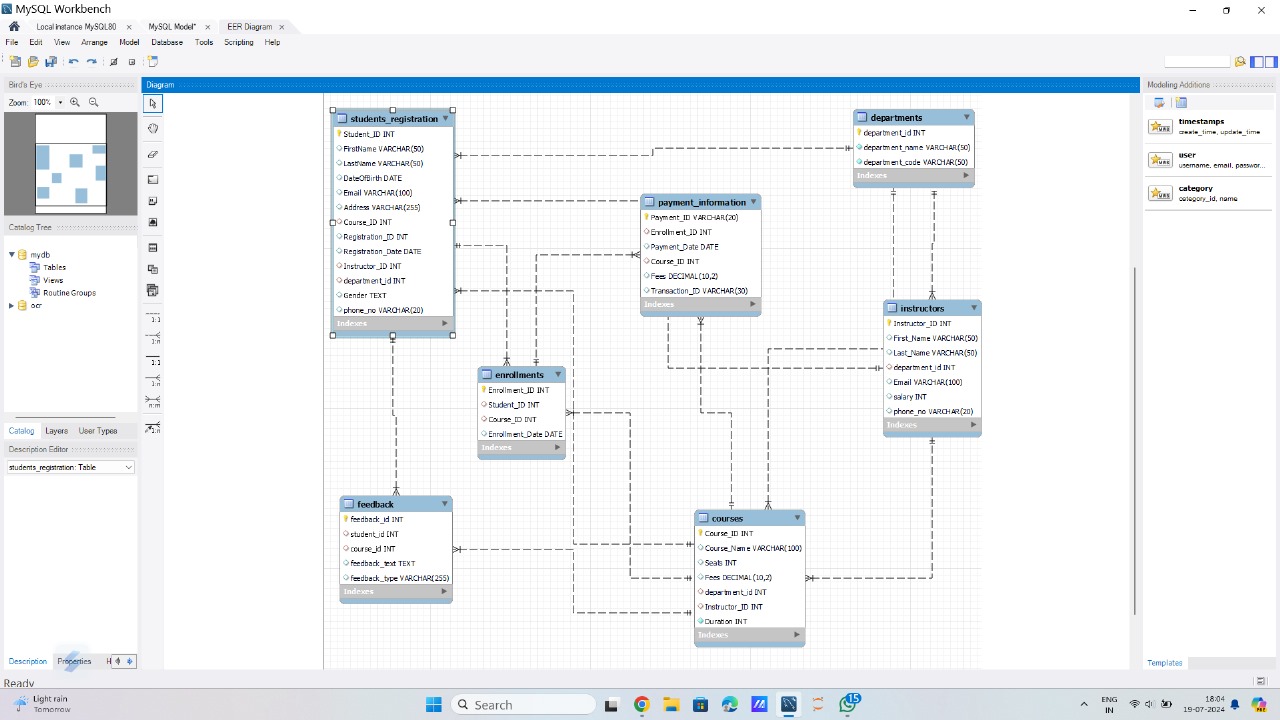 MySQL Workbench
Local instance MySQL80
MySQL Model*
EER Diagram
File Edit View Arrange Model Database Tools Scripting Help
Bird's Eye
Zoom: 100%
Catalog Tree
mydb
Tables
Views
Routine Groups
ocr
Catalog Layers User Types
Description Editor
students_registration: Table
Description Properties H
Ready
Diagram
1:1
1:n
1:1
1:n
n:m
1:n
students_registration
Student_ID INT
FirstName VARCHAR(50)
LastName VARCHAR(50)
DateOfBirth DATE
Email VARCHAR(100)
Address VARCHAR(255)
Course_ID INT
Registration_ID INT
Registration_Date DATE
Instructor_ID INT
department_id INT
Gender TEXT
phone_no VARCHAR(20)
Indexes
departments
department_id INT
department_name VARCHAR(50)
department_code VARCHAR(50)
Indexes
payment_information
Payment_ID VARCHAR(20)
Enrollment_ID INT
Payment_Date DATE
Course_ID INT
Fees DECIMAL(10,2)
Transaction_ID VARCHAR(30)
Indexes
instructors
Instructor_ID INT
First_Name VARCHAR(50)
Last_Name VARCHAR(50)
department_id INT
Email VARCHAR(100)
salary INT
phone_no VARCHAR(20)
Indexes
enrollments
Enrollment_ID INT
Student_ID INT
Course_ID INT
Enrollment_Date DATE
Indexes
feedback
feedback_id INT
student_id INT
course_id INT
feedback_text TEXT
feedback_type VARCHAR(255)
Indexes
courses
Course_ID INT
Course_Name VARCHAR(100)
Seats INT
Fees DECIMAL(10,2)
department_id INT
Instructor_ID INT
Duration INT
Indexes
Modeling Additions
timestamps
create_time, update_time
user
username, email, passwor...
category
category_id, name
Templates
Light rain
Tomorrow
Search
15
ENG
IN
18:04
19-07-2024